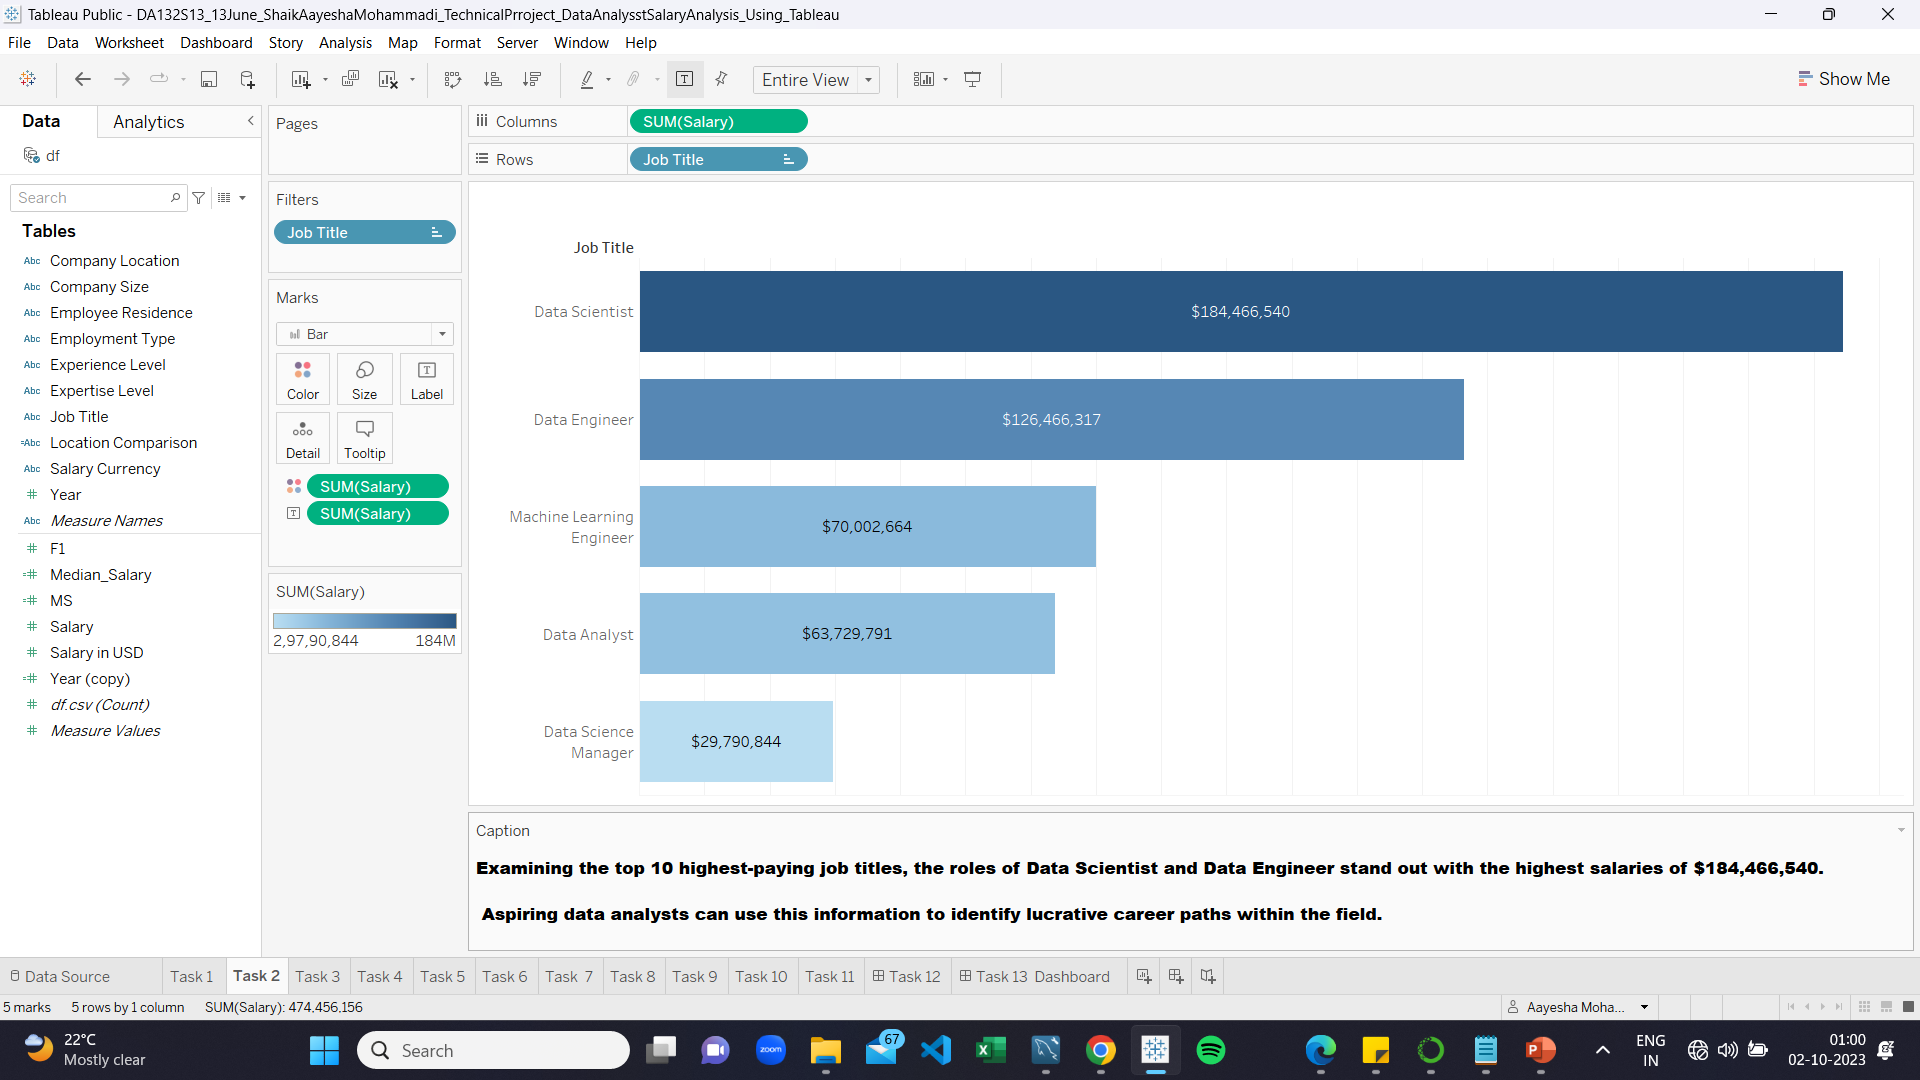 Tableau Public - DA132S13_13June_ShaikAayeshaMohammadi_TechnicalPrroject_DataAnalysstSalaryAnalysis_Using_Tableau
File Data Worksheet Dashboard Story Analysis Map Format Server Window Help
Entire View
Show Me
Data Analytics
df
Search
Tables
Abc Company Location
Abc Company Size
Abc Employee Residence
Abc Employment Type
Abc Experience Level
Abc Expertise Level
Abc Job Title
=Abc Location Comparison
Abc Salary Currency
# Year
Abc Measure Names
# F1
=# Median_Salary
=# MS
# Salary
# Salary in USD
=# Year (copy)
# df.csv (Count)
# Measure Values
Pages
Filters
Job Title
Marks
Bar
Color Size Label
Detail Tooltip
SUM(Salary)
T SUM(Salary)
SUM(Salary)
2,97,90,844 184M
Columns SUM(Salary)
Rows Job Title
Job Title
Data Scientist $184,466,540
Data Engineer $126,466,317
Machine Learning
Engineer
$70,002,664
Data Analyst $63,729,791
Data Science
Manager
$29,790,844
Caption
Examining the top 10 highest-paying job titles, the roles of Data Scientist and Data Engineer stand out with the highest salaries of $184,466,540.
Aspiring data analysts can use this information to identify lucrative career paths within the field.
Data Source Task 1 Task 2 Task 3 Task 4 Task 5 Task 6 Task 7 Task 8 Task 9 Task 10 Task 11 Task 12 Task 13 Dashboard
5 marks 5 rows by 1 column SUM(Salary): 474,456,156
Aayesha Moha...
22°C
Mostly clear
Search
zoom
67
ENG
IN
01:00
02-10-2023